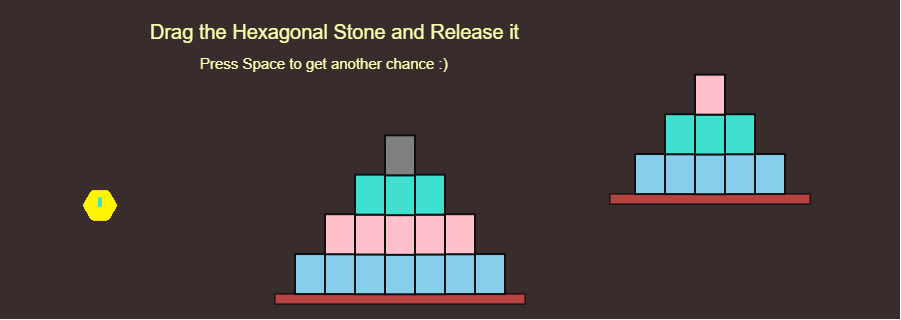 Drag the Hexagonal Stone and Release it
Press Space to get another chance :)